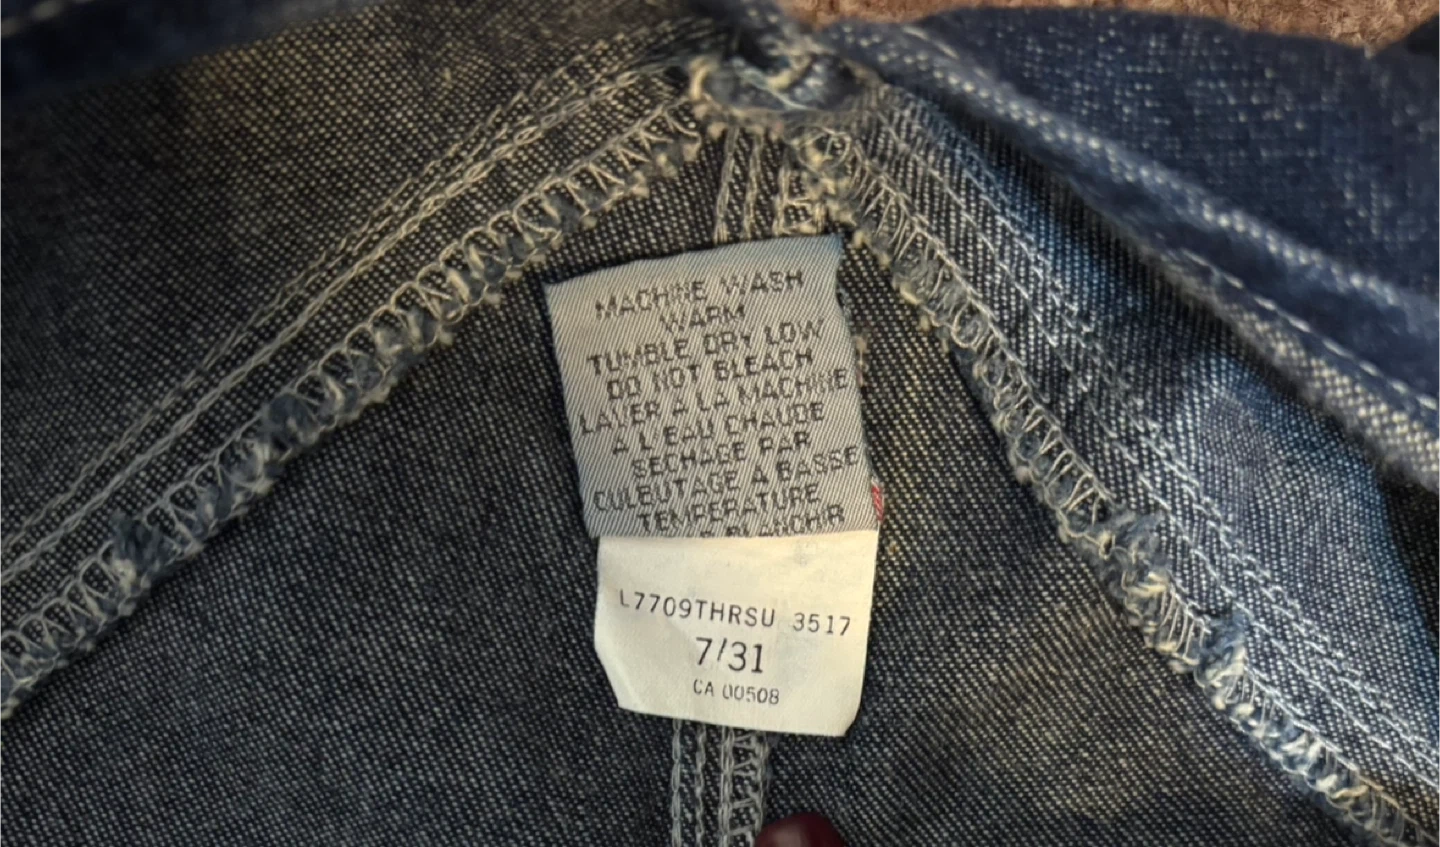 MACHINE WASH
WARM
TUMBLE DRY LOW
DO NOT BLEACH
LAVER A LA MACHINE
A L'EAU CHAUDE
SECHAGE PAR
CULBUTAGE A BASSE
TEMPERATURE
BLANCHIR
L7709THRSU 3517
7/31
CA 00508